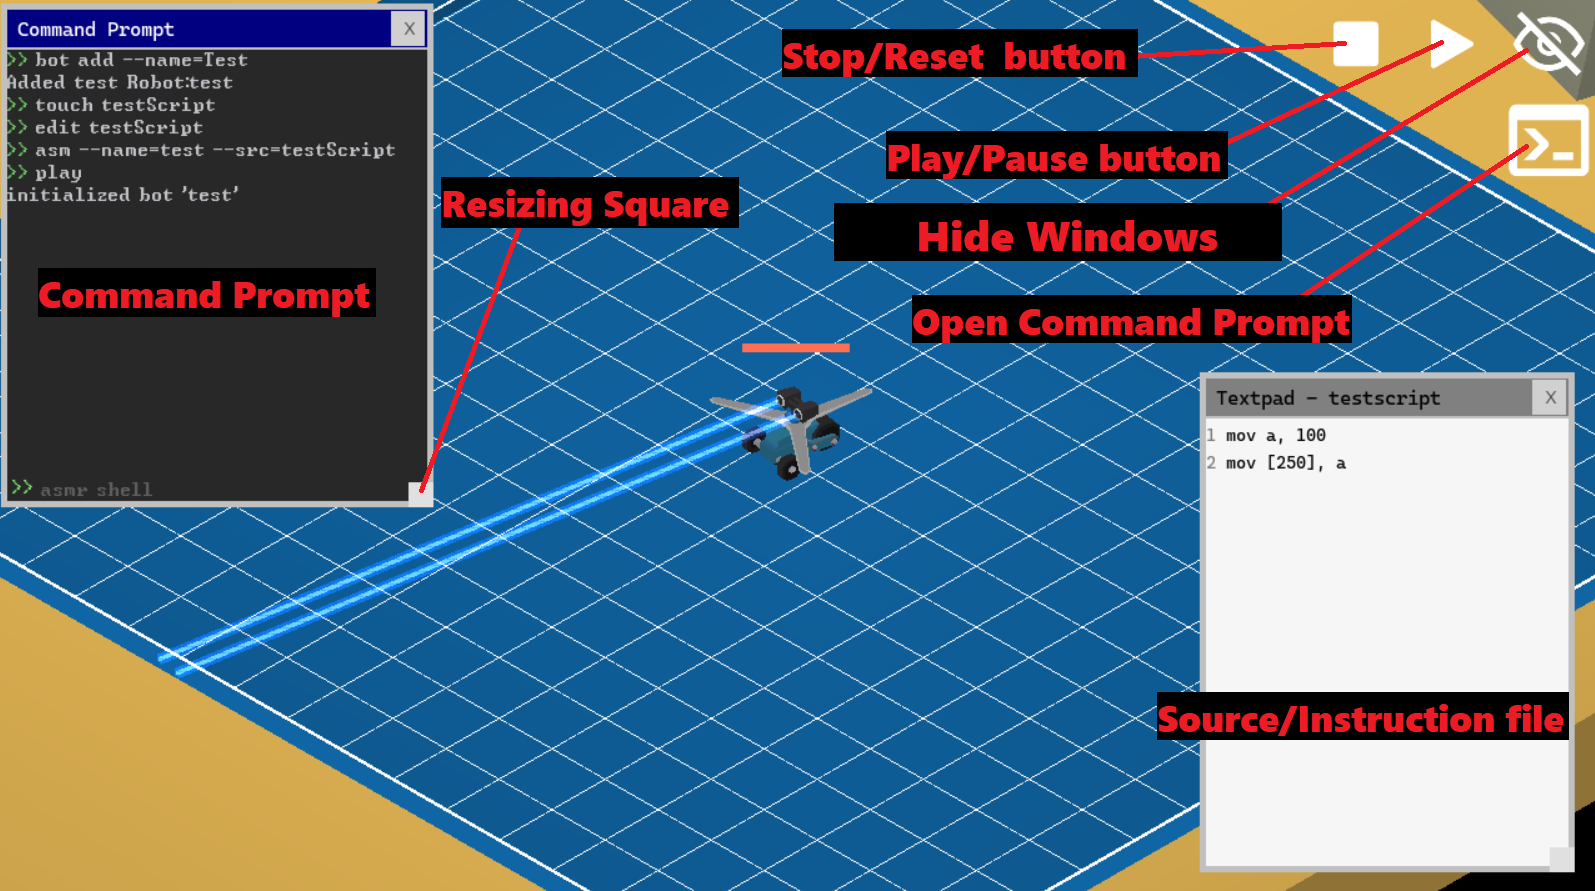 Command Prompt X
>> bot add --name=Test
Added test Robot:test
>> touch testScript
>> edit testScript
>> asm --name=test --src=testScript
>> play
initialized bot 'test'
Command Prompt
>> asmr shell
Resizing Square
Stop/Reset button
Play/Pause button
Hide Windows
Open Command Prompt
Textpad - testscript X
1 mov a, 100
2 mov [250], a
Source/Instruction file